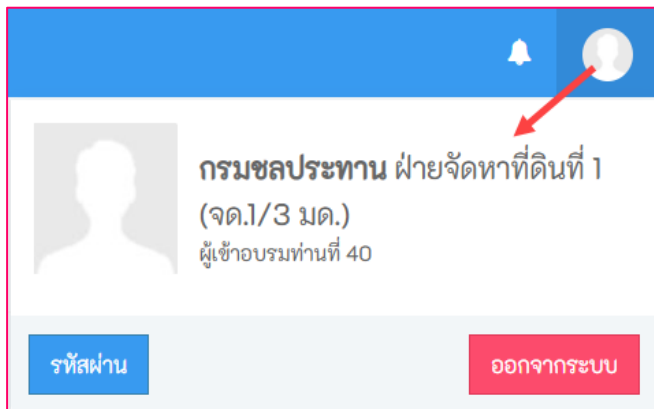 กรมชลประทาน ฝ่ายจัดหาที่ดินที่ 1
(จด.1/3 มด.)
ผู้เข้าอบรมท่านที่ 40
รหัสผ่าน
ออกจากระบบ